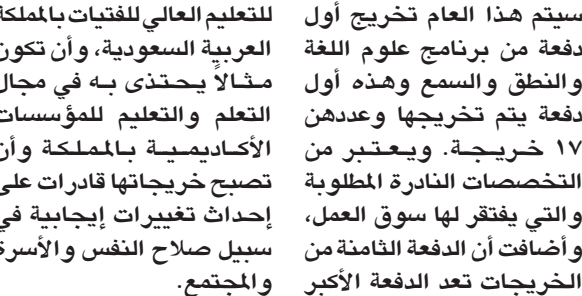 سيتم هذا العام تخريج أول
دفعة من برنامج علوم اللغة
والنطق والسمع وهذه أول
دفعة يتم تخريجها وعددهن
١٧ خريجة. ويعتبر من
التخصصات النادرة المطلوبة
والتي يفتقر لها سوق العمل،
وأضافت أن الدفعة الثامنة من
الخريجات تعد الدفعة الأكبر
للتعليم العالي للفتيات بالمملكة
العربية السعودية، وأن تكون
مثالاً يحتذى به في مجال
التعلم والتعليم للمؤسسات
الأكاديمية بالمملكة وأن
تصبح خريجاتها قادرات على
إحداث تغييرات إيجابية في
سبيل صلاح النفس والأسرة
والمجتمع.